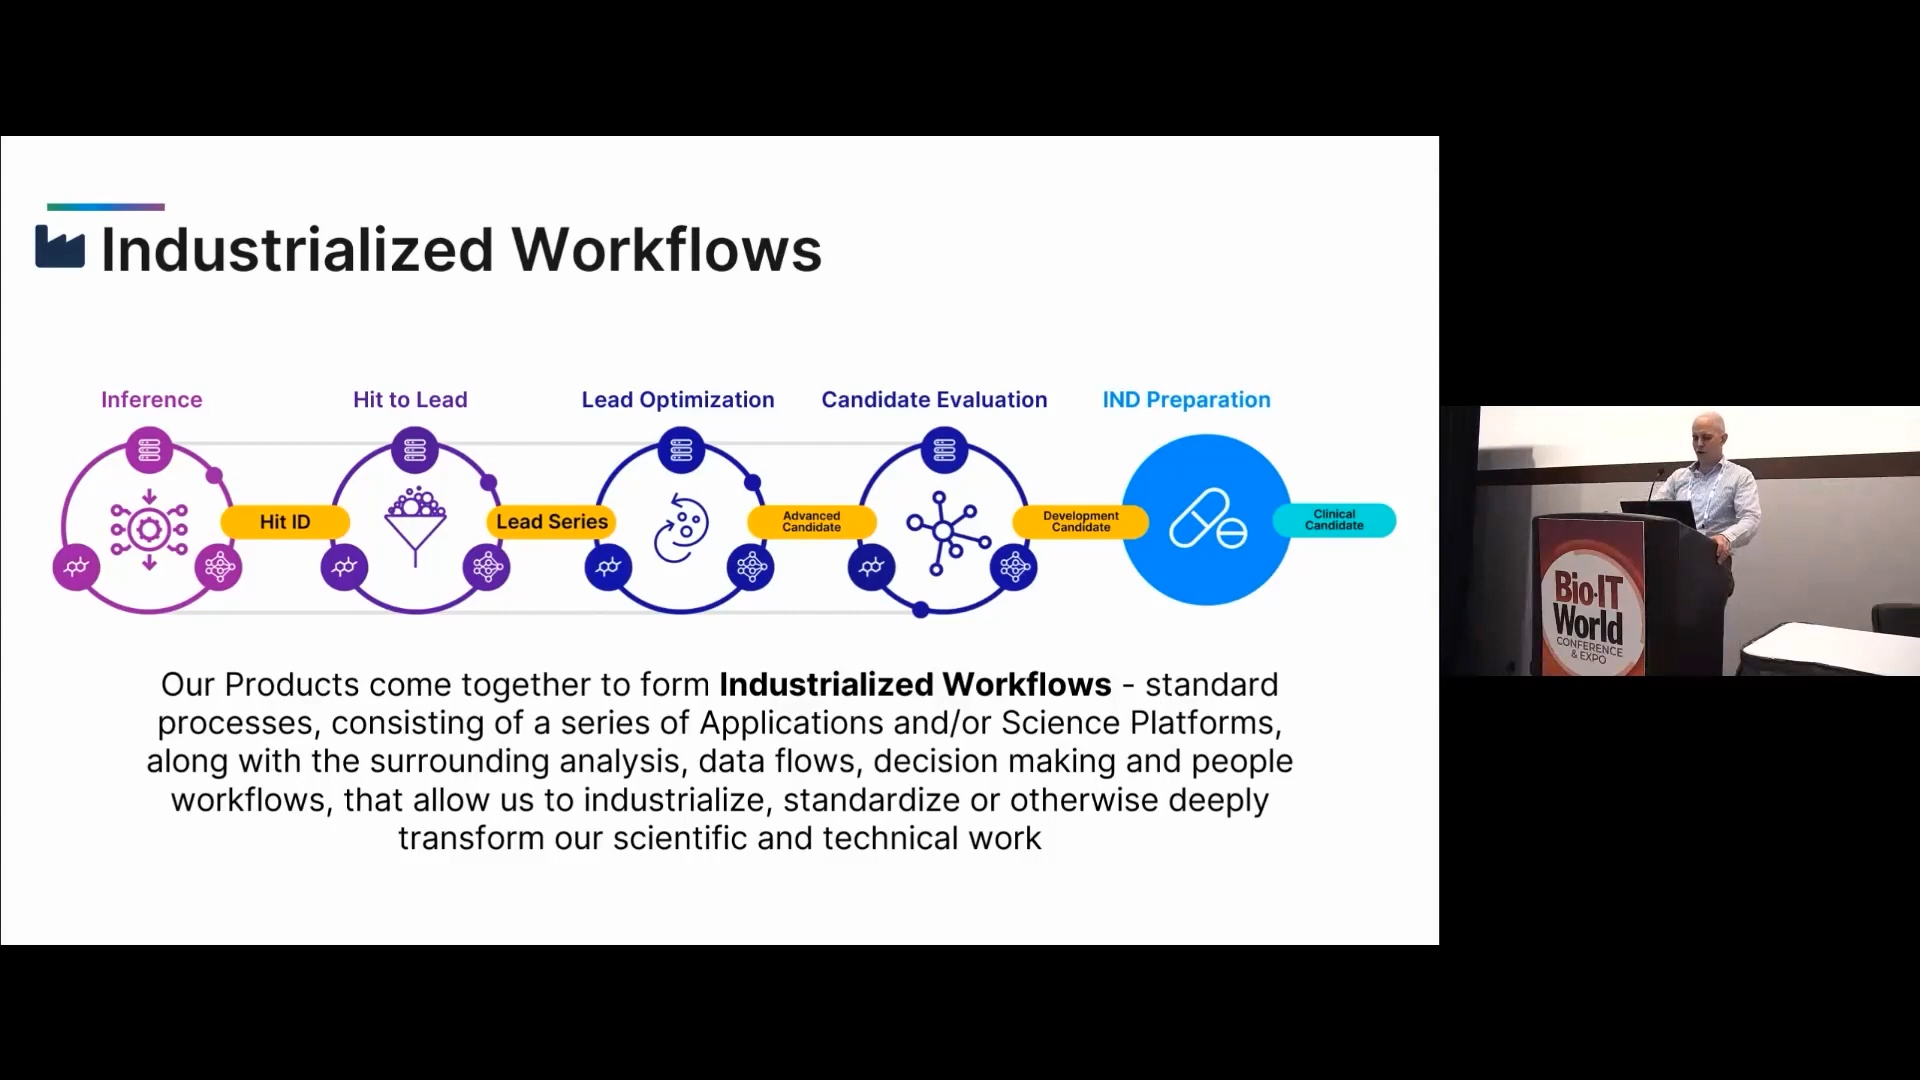 Industrialized Workflows
Inference
Hit to Lead
Lead Optimization
Candidate Evaluation
IND Preparation
Hit ID
Lead Series
Advanced
Candidate
Development
Candidate
Clinical
Candidate
Our Products come together to form Industrialized Workflows - standard
processes, consisting of a series of Applications and/or Science Platforms,
along with the surrounding analysis, data flows, decision making and people
workflows, that allow us to industrialize, standardize or otherwise deeply
transform our scientific and technical work
Bio-IT
World
CONFERENCE
& EXPO